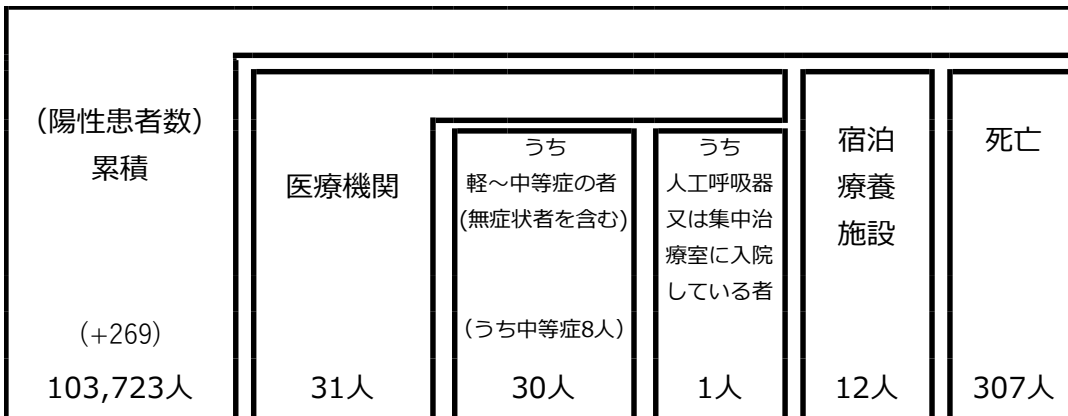 (陽性患者数)
累積
(+269)
103,723人
医療機関
31人
うち
軽～中等症の者
(無症状者を含む)
(うち中等症8人)
30人
うち
人工呼吸器
又は集中治
療室に入院
している者
1人
宿泊
療養
施設
12人
死亡
307人